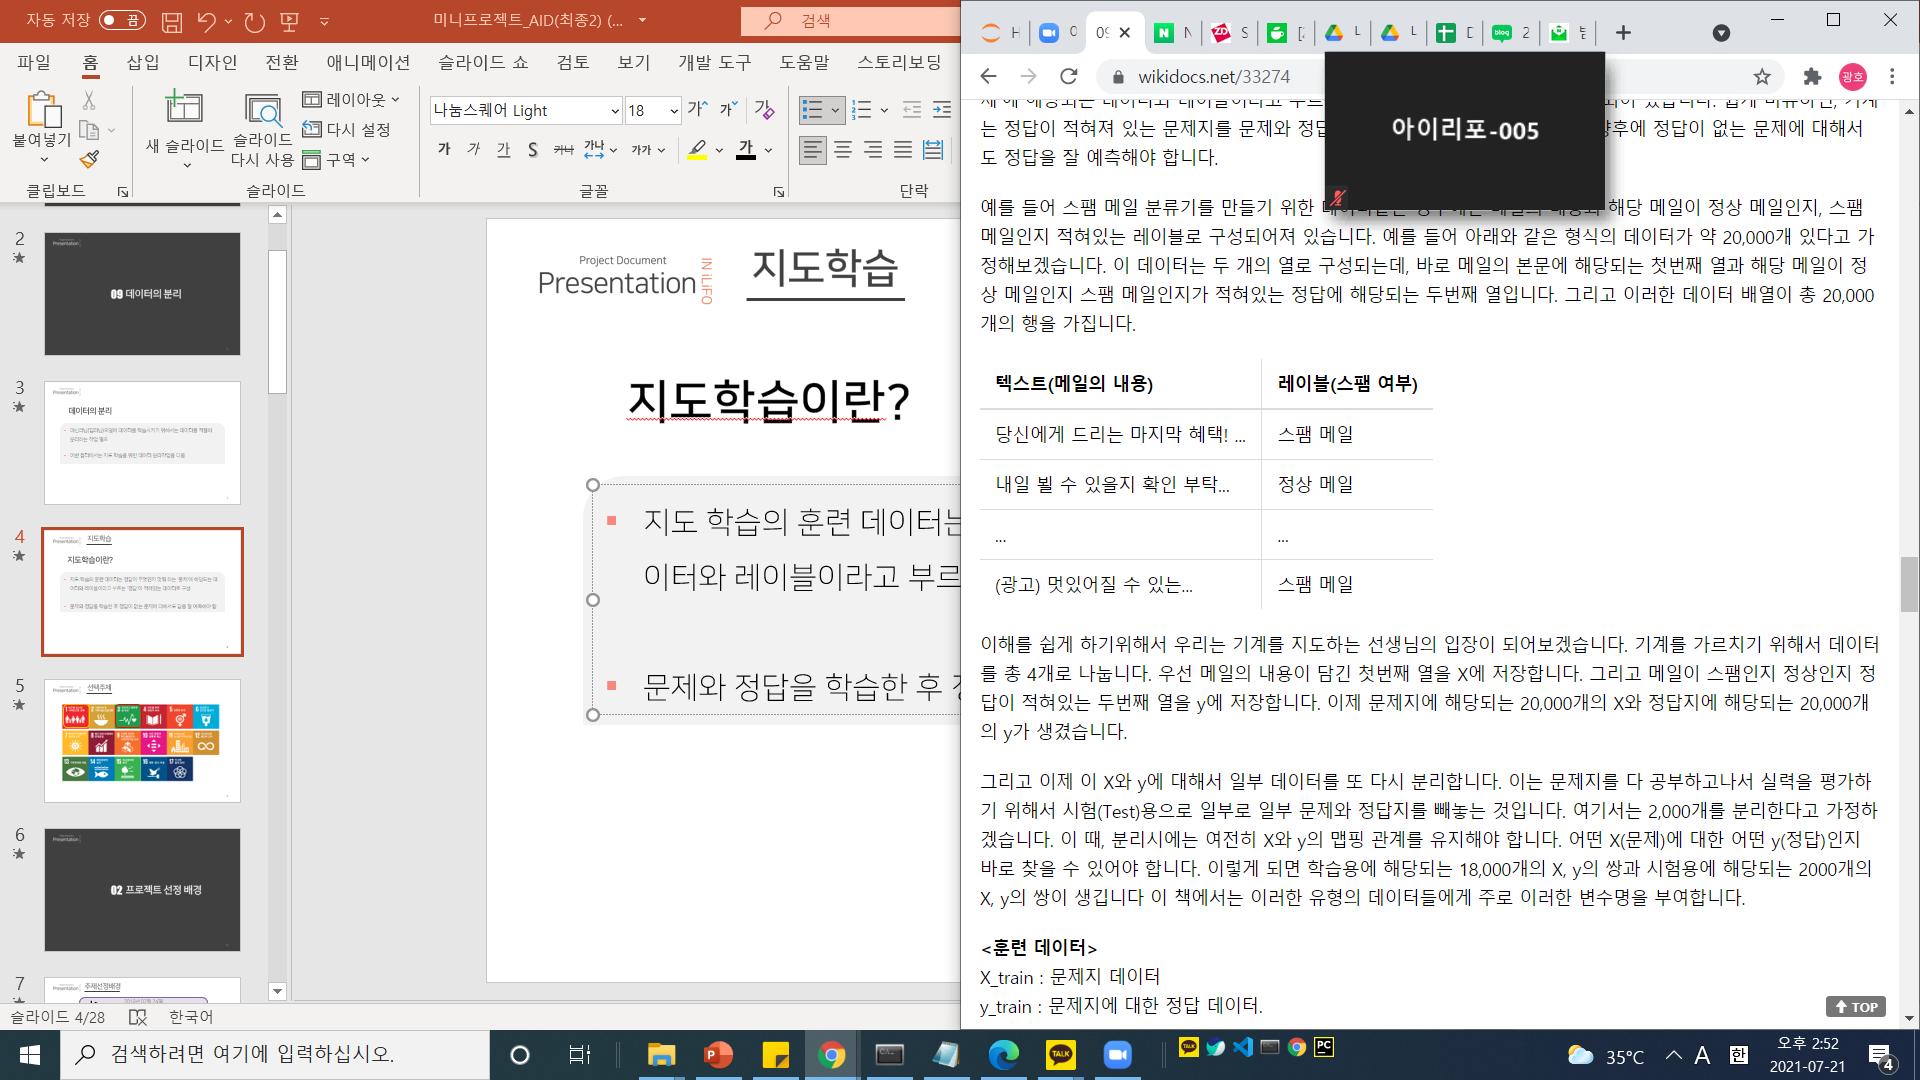 자동 저장 끔
미니프로젝트_AID(최종2) (...
검색
파일 홈 삽입 디자인 전환 애니메이션 슬라이드 쇼 검토 보기 개발 도구 도움말 스토리보딩
붙여넣기
새 슬라이드
슬라이드
다시 사용
레이아웃
다시 설정
구역
나눔스퀘어 Light 18
클립보드 슬라이드 글꼴 단락
2
09 데이터의 분리
3
데이터의 분리
4
지도학습
지도학습이란?
5
선택주제
6
02 프로젝트 선정 배경
7
주제선정배경
Project Document
Presentation
IN iLiFO
지도학습
지도학습이란?
지도 학습의 훈련 데이터는
이터와 레이블이라고 부르
문제와 정답을 학습한 후
슬라이드 4/28 한국어
wikidocs.net/33274
광호
아이리포-005
는 정답이 적혀져 있는 문제지를 문제와 정답 향후에 정답이 없는 문제에 대해서
도 정답을 잘 예측해야 합니다.
예를 들어 스팸 메일 분류기를 만들기 위한 해당 메일이 정상 메일인지, 스팸
메일인지 적혀있는 레이블로 구성되어져 있습니다. 예를 들어 아래와 같은 형식의 데이터가 약 20,000개 있다고 가
정해보겠습니다. 이 데이터는 두 개의 열로 구성되는데, 바로 메일의 본문에 해당되는 첫번째 열과 해당 메일이 정
상 메일인지 스팸 메일인지가 적혀있는 정답에 해당되는 두번째 열입니다. 그리고 이러한 데이터 배열이 총 20,000
개의 행을 가집니다.
텍스트(메일의 내용) 레이블(스팸 여부)
당신에게 드리는 마지막 혜택! ... 스팸 메일
내일 뵐 수 있을지 확인 부탁... 정상 메일
... ...
(광고) 멋있어질 수 있는... 스팸 메일
이해를 쉽게 하기위해서 우리는 기계를 지도하는 선생님의 입장이 되어보겠습니다. 기계를 가르치기 위해서 데이터
를 총 4개로 나눕니다. 우선 메일의 내용이 담긴 첫번째 열을 X에 저장합니다. 그리고 메일이 스팸인지 정상인지 정
답이 적혀있는 두번째 열을 y에 저장합니다. 이제 문제지에 해당되는 20,000개의 X와 정답지에 해당되는 20,000개
의 y가 생겼습니다.
그리고 이제 이 X와 y에 대해서 일부 데이터를 또 다시 분리합니다. 이는 문제지를 다 공부하고나서 실력을 평가하
기 위해서 시험(Test)용으로 일부로 일부 문제와 정답지를 빼놓는 것입니다. 여기서는 2,000개를 분리한다고 가정하
겠습니다. 이 때, 분리시에는 여전히 X와 y의 맵핑 관계를 유지해야 합니다. 어떤 X(문제)에 대한 어떤 y(정답)인지
바로 찾을 수 있어야 합니다. 이렇게 되면 학습용에 해당되는 18,000개의 X, y의 쌍과 시험용에 해당되는 2000개의
X, y의 쌍이 생깁니다 이 책에서는 이러한 유형의 데이터들에게 주로 이러한 변수명을 부여합니다.
<훈련 데이터>
X_train : 문제지 데이터
y_train : 문제지에 대한 정답 데이터.
TOP
검색하려면 여기에 입력하십시오.
35°C
A 한
오후 2:52
2021-07-21
4